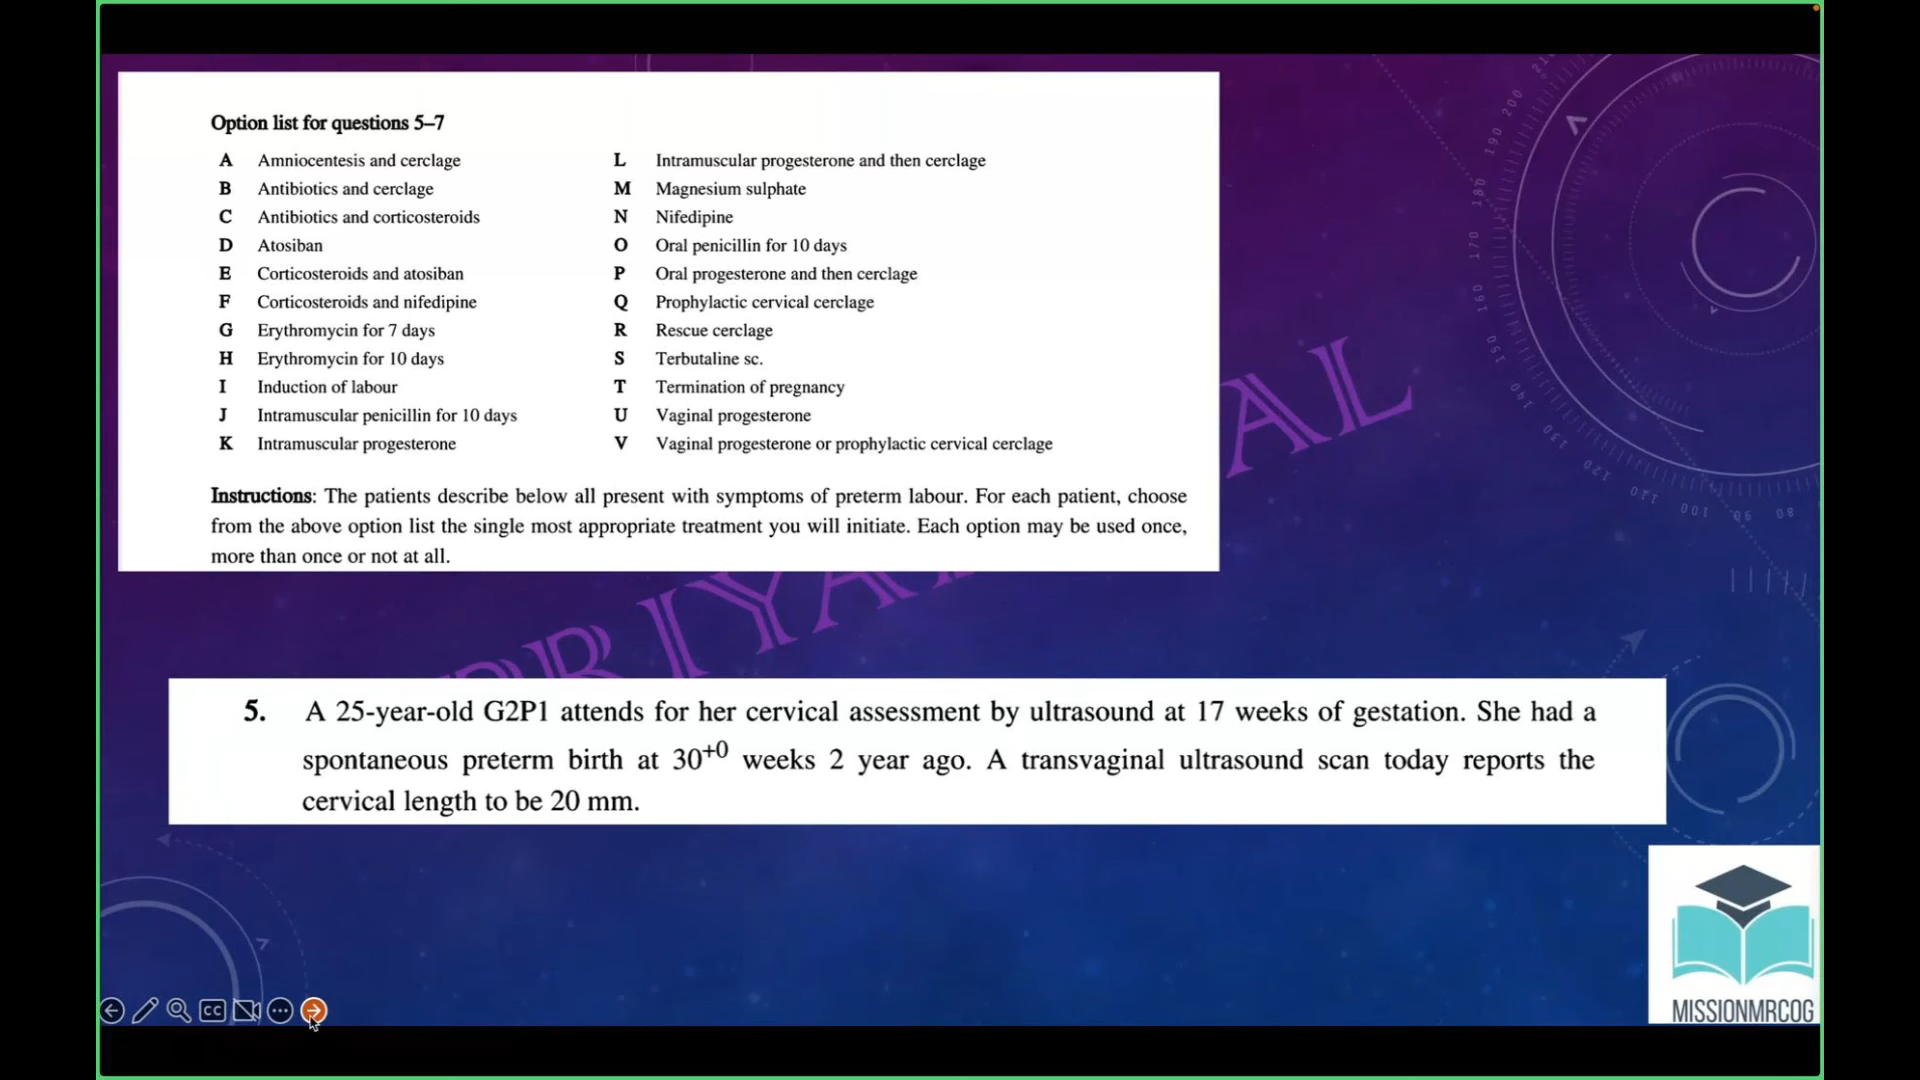 Option list for questions 5–7
A Amniocentesis and cerclage
B Antibiotics and cerclage
C Antibiotics and corticosteroids
D Atosiban
E Corticosteroids and atosiban
F Corticosteroids and nifedipine
G Erythromycin for 7 days
H Erythromycin for 10 days
I Induction of labour
J Intramuscular penicillin for 10 days
K Intramuscular progesterone
L Intramuscular progesterone and then cerclage
M Magnesium sulphate
N Nifedipine
O Oral penicillin for 10 days
P Oral progesterone and then cerclage
Q Prophylactic cervical cerclage
R Rescue cerclage
S Terbutaline sc.
T Termination of pregnancy
U Vaginal progesterone
V Vaginal progesterone or prophylactic cervical cerclage
Instructions: The patients describe below all present with symptoms of preterm labour. For each patient, choose
from the above option list the single most appropriate treatment you will initiate. Each option may be used once,
more than once or not at all.
5. A 25-year-old G2P1 attends for her cervical assessment by ultrasound at 17 weeks of gestation. She had a
spontaneous preterm birth at 30⁺⁰ weeks 2 year ago. A transvaginal ultrasound scan today reports the
cervical length to be 20 mm.
CC
MISSIONMRCOG